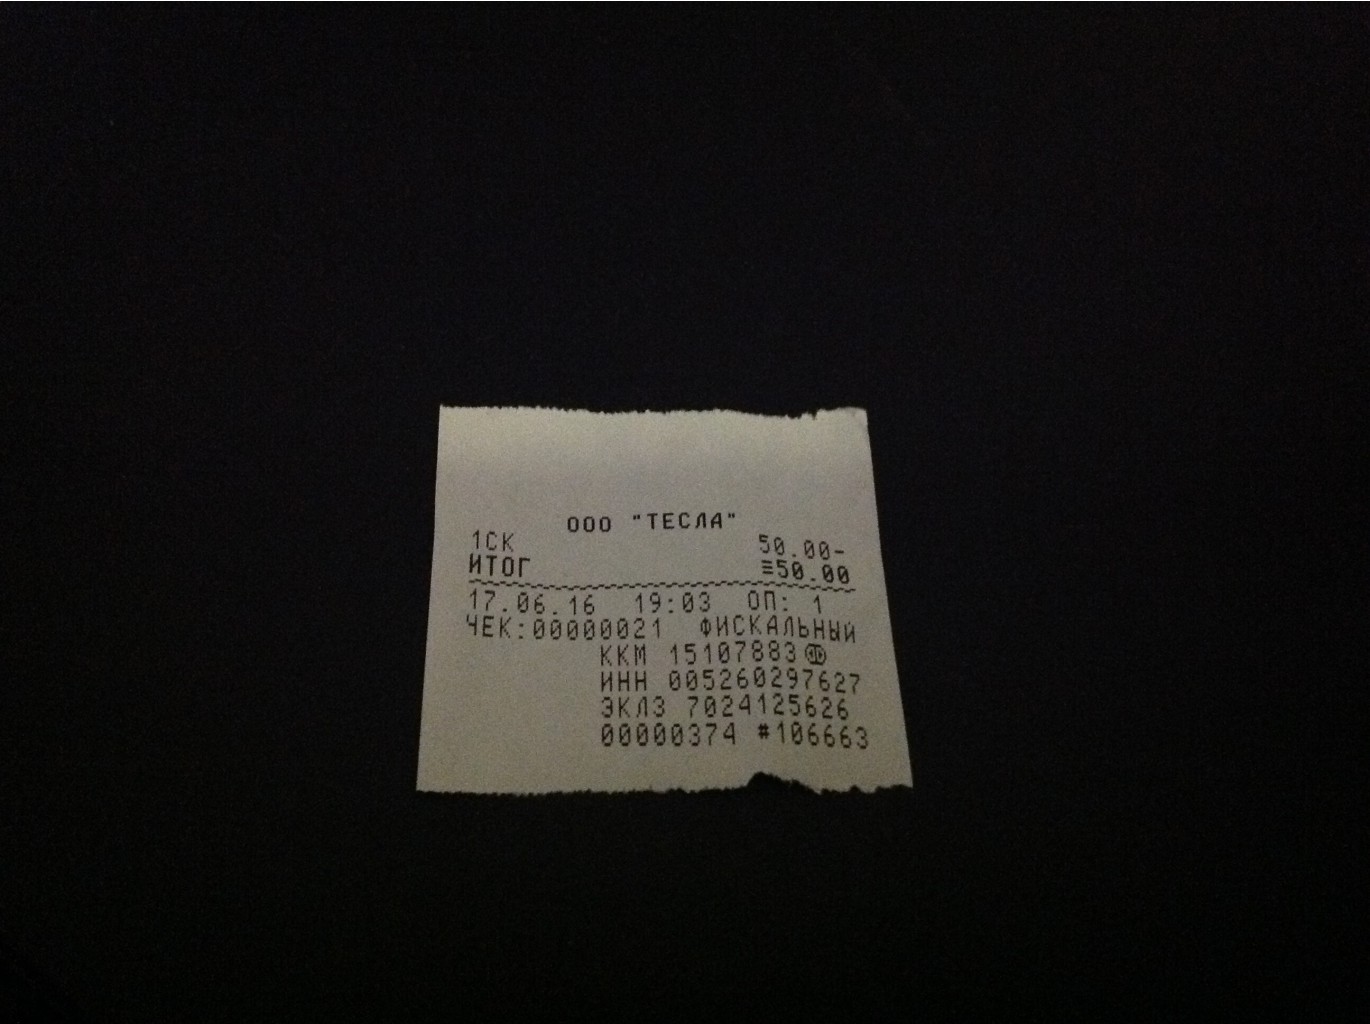 ООО "ТЕСЛА"
1СК 50.00-
ИТОГ ≡50.00
17.06.16 19:03 ОП: 1
ЧЕК:00000021 ФИСКАЛЬНЫЙ
ККМ 15107883
ИНН 005260297627
ЭКЛЗ 7024125626
00000374 #106663